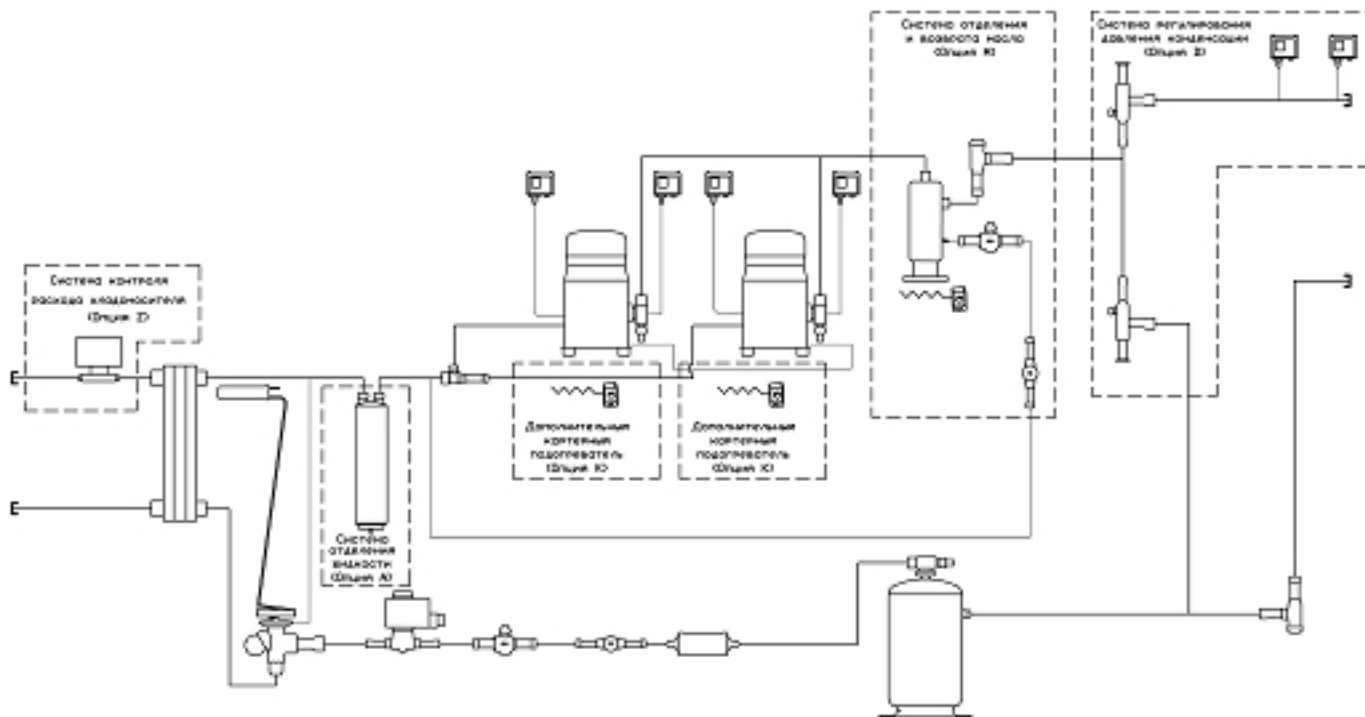 Система отделения
и возврата масла
(Опция R)
Система регулирования
давления конденсации
(Опция D)
Система контроля
расхода хладоносителя
(Опция Z)
Дополнительный
картерный
подогреватель
(Опция K)
Дополнительный
картерный
подогреватель
(Опция K)
Система
отделения
жидкости
(Опция A)